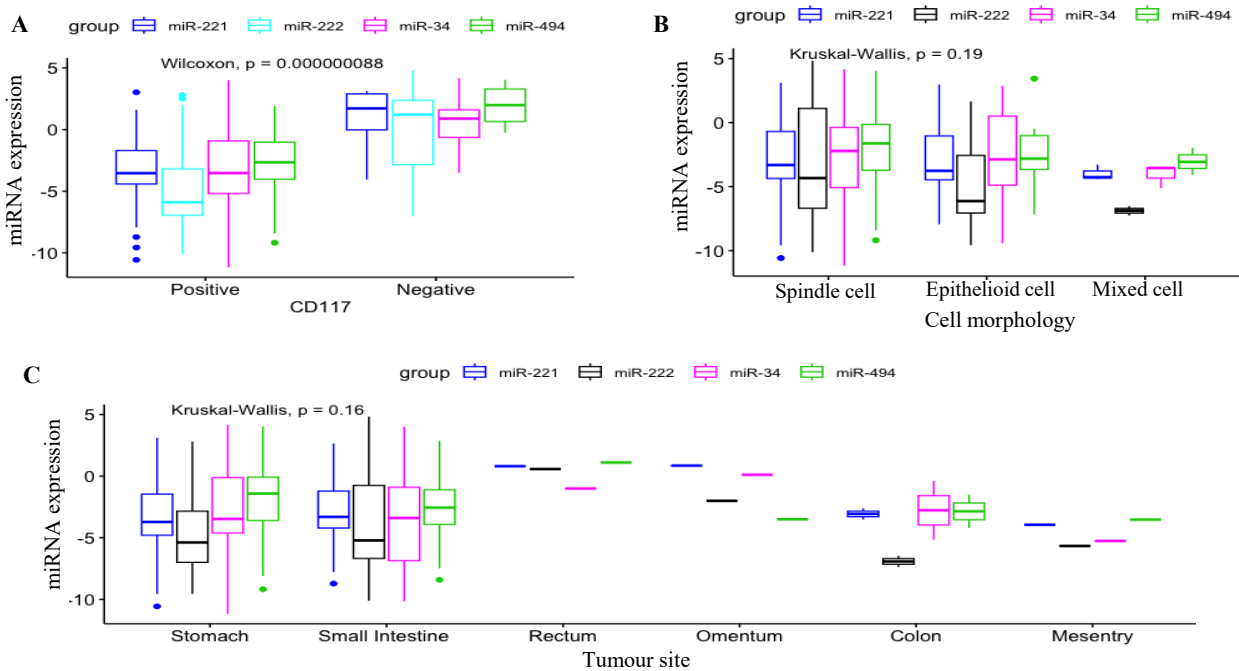 A
group miR-221 miR-222 miR-34 miR-494
Wilcoxon, p = 0.000000088
miRNA expression
5
0
-5
-10
Positive Negative
CD117
B
group miR-221 miR-222 miR-34 miR-494
Kruskal-Wallis, p = 0.19
miRNA expression
5
0
-5
-10
Spindle cell Epithelioid cell Mixed cell
Cell morphology
C
group miR-221 miR-222 miR-34 miR-494
Kruskal-Wallis, p = 0.16
miRNA expression
5
0
-5
-10
Stomach Small Intestine Rectum Omentum Colon Mesentry
Tumour site